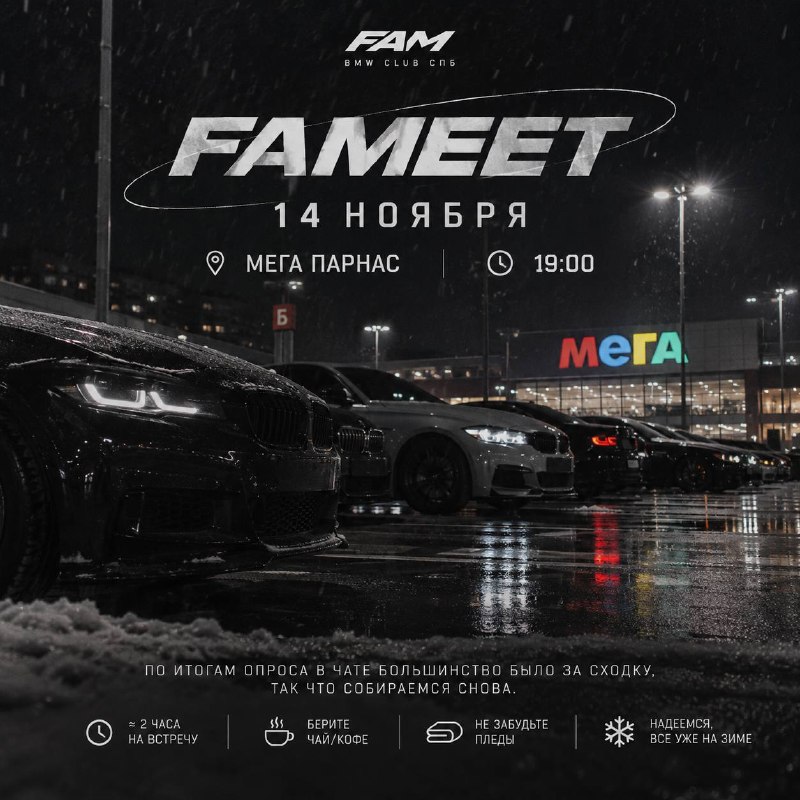 FAM
BMW CLUB СПБ
FAMEET
14 НОЯБРЯ
МЕГА ПАРНАС
19:00
Б
МЕГА
ПО ИТОГАМ ОПРОСА В ЧАТЕ БОЛЬШИНСТВО БЫЛО ЗА СХОДКУ,
ТАК ЧТО СОБИРАЕМСЯ СНОВА.
≈ 2 ЧАСА
НА ВСТРЕЧУ
БЕРИТЕ
ЧАЙ/КОФЕ
НЕ ЗАБУДЬТЕ
ПЛЕДЫ
НАДЕЕМСЯ,
ВСЕ УЖЕ НА ЗИМЕ